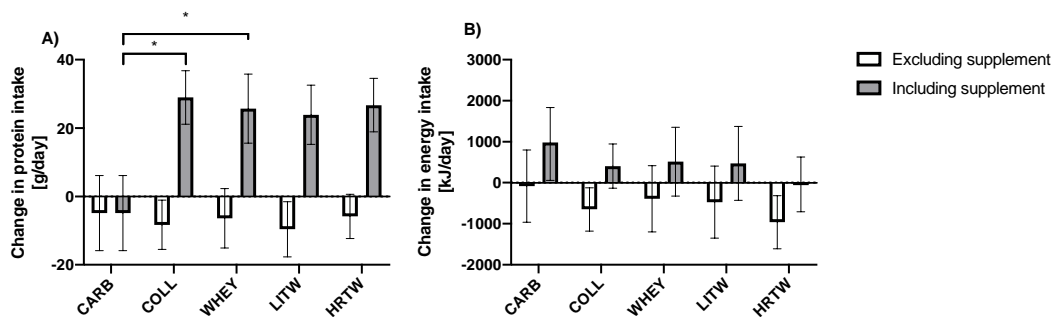 *
*
A)
Change in protein intake
[g/day]
40
20
0
-20
CARB
COLL
WHEY
LITW
HRTW
B)
Change in energy intake
[kJ/day]
3000
2000
1000
0
-1000
-2000
CARB
COLL
WHEY
LITW
HRTW
Excluding supplement
Including supplement